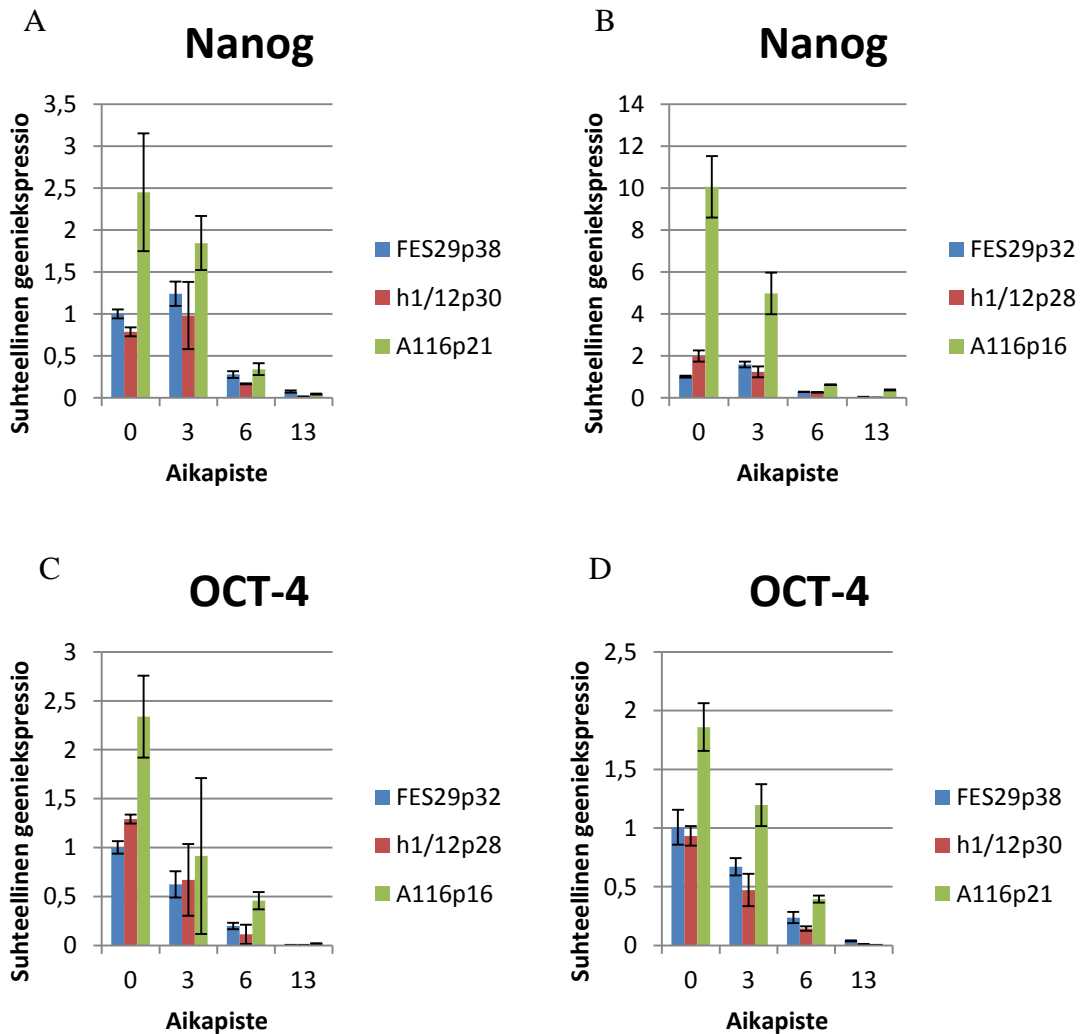 A
Nanog
Suhteellinen geeniekspressio
3,5
3
2,5
2
1,5
1
0,5
0
0 3 6 13
Aikapiste
FES29p38
h1/12p30
A116p21
B
Nanog
Suhteellinen geeniekspressio
14
12
10
8
6
4
2
0
0 3 6 13
Aikapiste
FES29p32
h1/12p28
A116p16
C
OCT-4
Suhteellinen geeniekspressio
3
2,5
2
1,5
1
0,5
0
0 3 6 13
Aikapiste
FES29p32
h1/12p28
A116p16
D
OCT-4
Suhteellinen geeniekspressio
2,5
2
1,5
1
0,5
0
0 3 6 13
Aikapiste
FES29p38
h1/12p30
A116p21